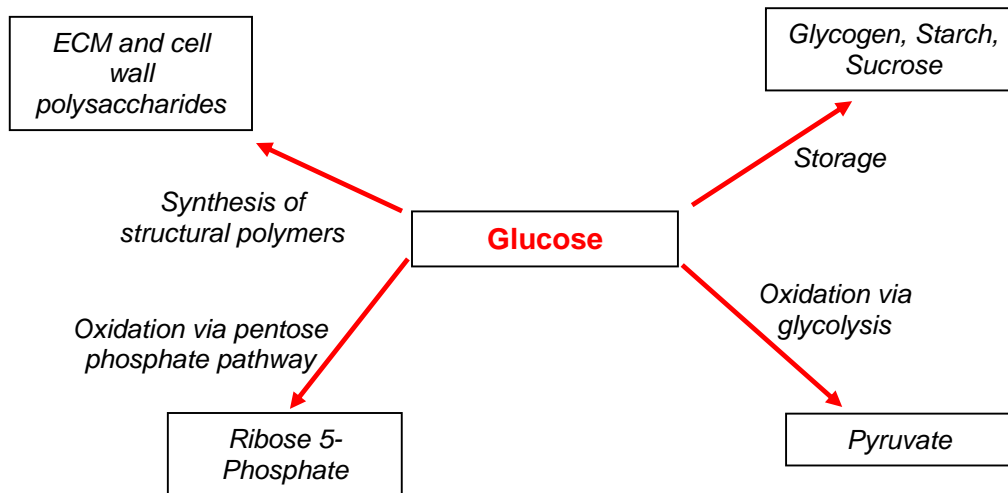 ECM and cell
wall
polysaccharides
Glycogen, Starch,
Sucrose
Storage
Synthesis of
structural polymers
Glucose
Oxidation via pentose
phosphate pathway
Oxidation via
glycolysis
Ribose 5-
Phosphate
Pyruvate